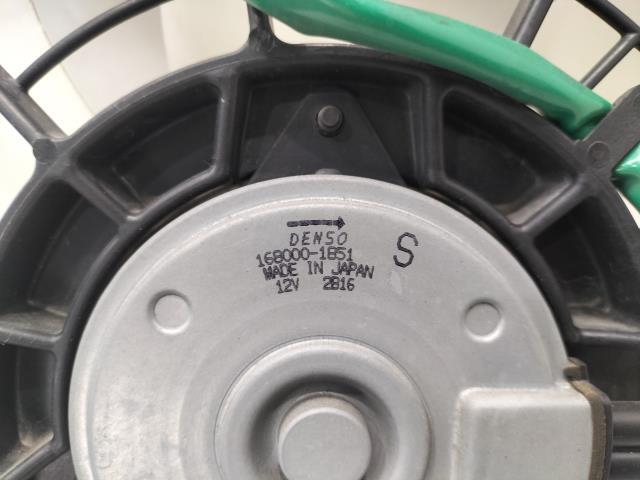 DENSO
168000-1851
MADE IN JAPAN
12V 2816
S